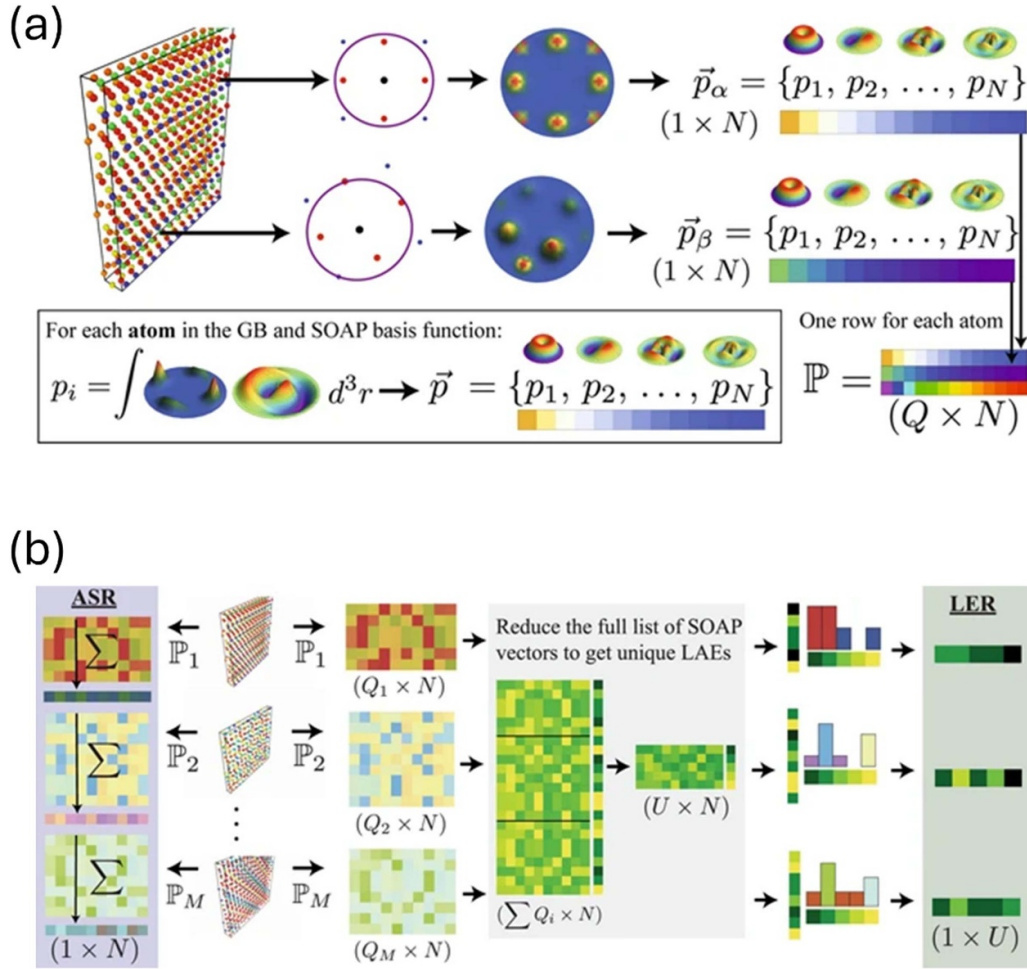 (a)
p⃗α = {p1, p2, ..., pN}
(1 × N)
p⃗β = {p1, p2, ..., pN}
(1 × N)
For each atom in the GB and SOAP basis function:
pi = ∫ d³r → p⃗ = {p1, p2, ..., pN}
One row for each atom
ℙ =
(Q × N)
(b)
ASR
Σ
ℙ1
ℙ1
(Q1 × N)
Σ
ℙ2
ℙ2
(Q2 × N)
Σ
ℙM
ℙM
(QM × N)
(1 × N)
Reduce the full list of SOAP
vectors to get unique LAEs
(U × N)
(∑ Qi × N)
LER
(1 × U)